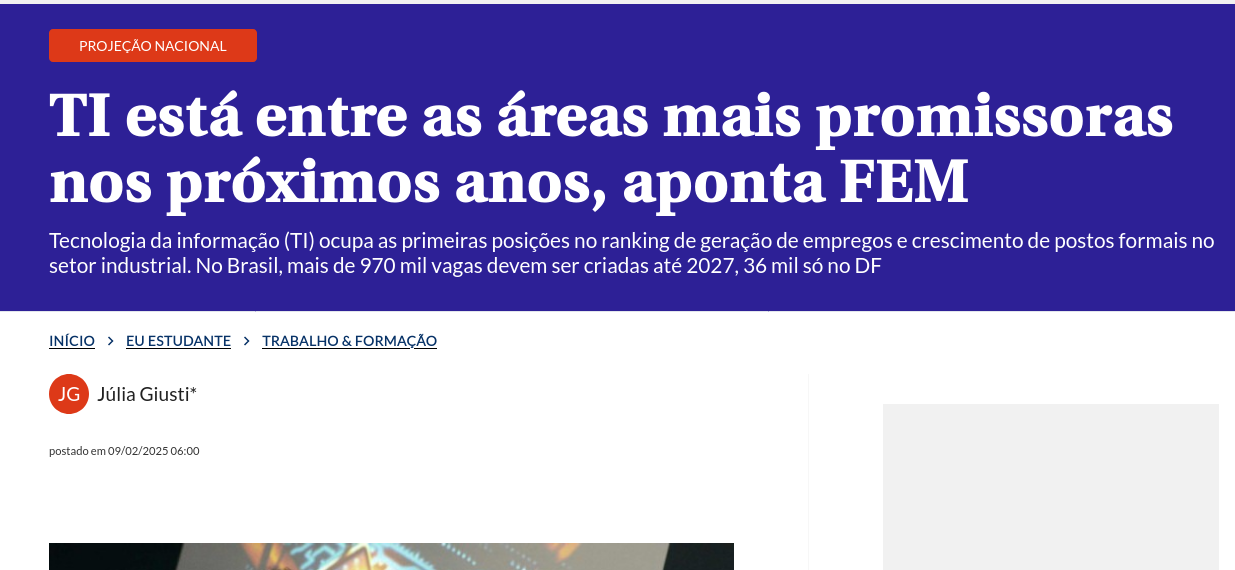 PROJEÇÃO NACIONAL
TI está entre as áreas mais promissoras
nos próximos anos, aponta FEM
Tecnologia da informação (TI) ocupa as primeiras posições no ranking de geração de empregos e crescimento de postos formais no
setor industrial. No Brasil, mais de 970 mil vagas devem ser criadas até 2027, 36 mil só no DF
INÍCIO > EU ESTUDANTE > TRABALHO & FORMAÇÃO
JG Júlia Giusti*
postado em 09/02/2025 06:00